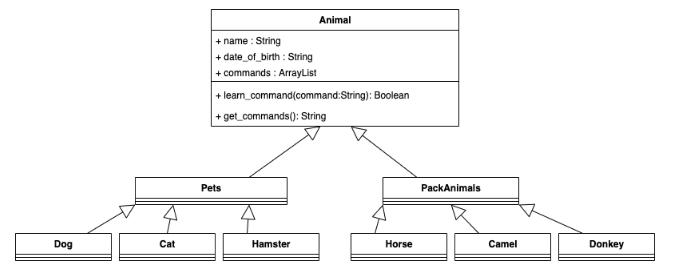 Animal
+ name : String
+ date_of_birth : String
+ commands : ArrayList
+ learn_command(command:String): Boolean
+ get_commands(): String
Pets
PackAnimals
Dog
Cat
Hamster
Horse
Camel
Donkey